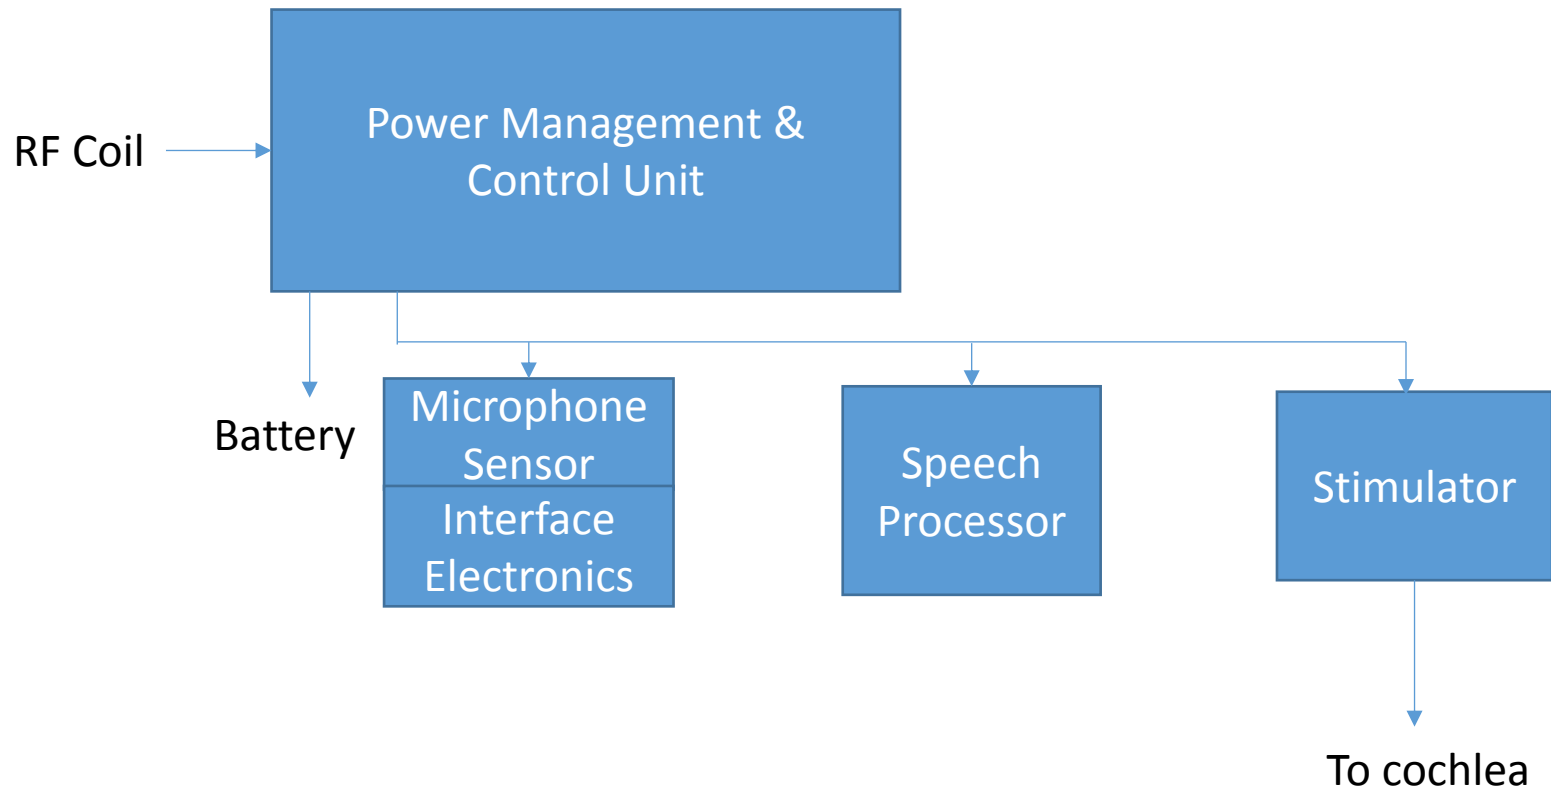 Power Management &
Control Unit
RF Coil
Battery
Microphone
Sensor
Interface
Electronics
Speech
Processor
Stimulator
To cochlea